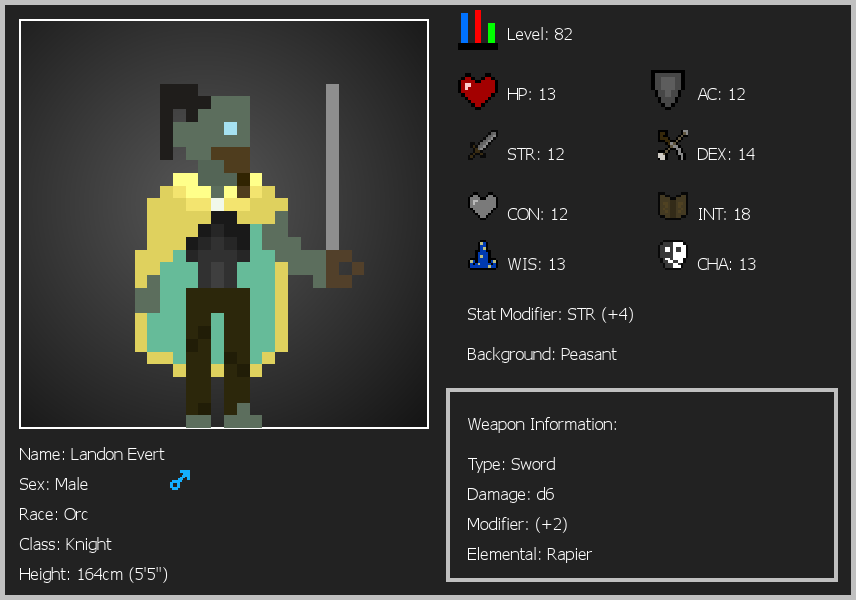 Level: 82
HP: 13
AC: 12
STR: 12
DEX: 14
CON: 12
INT: 18
WIS: 13
CHA: 13
Stat Modifier: STR (+4)
Background: Peasant
Weapon Information:
Type: Sword
Damage: d6
Modifier: (+2)
Elemental: Rapier
Name: Landon Evert
Sex: Male
Race: Orc
Class: Knight
Height: 164cm (5'5")